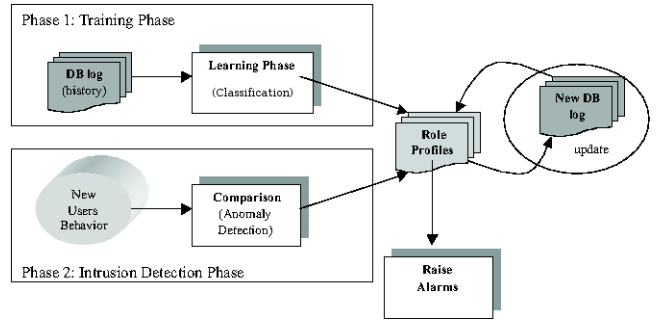 Phase 1: Training Phase
DB log
(history)
Learning Phase
(Classification)
Role
Profiles
New DB
log
update
New
Users
Behavior
Comparison
(Anomaly
Detection)
Phase 2: Intrusion Detection Phase
Raise
Alarms